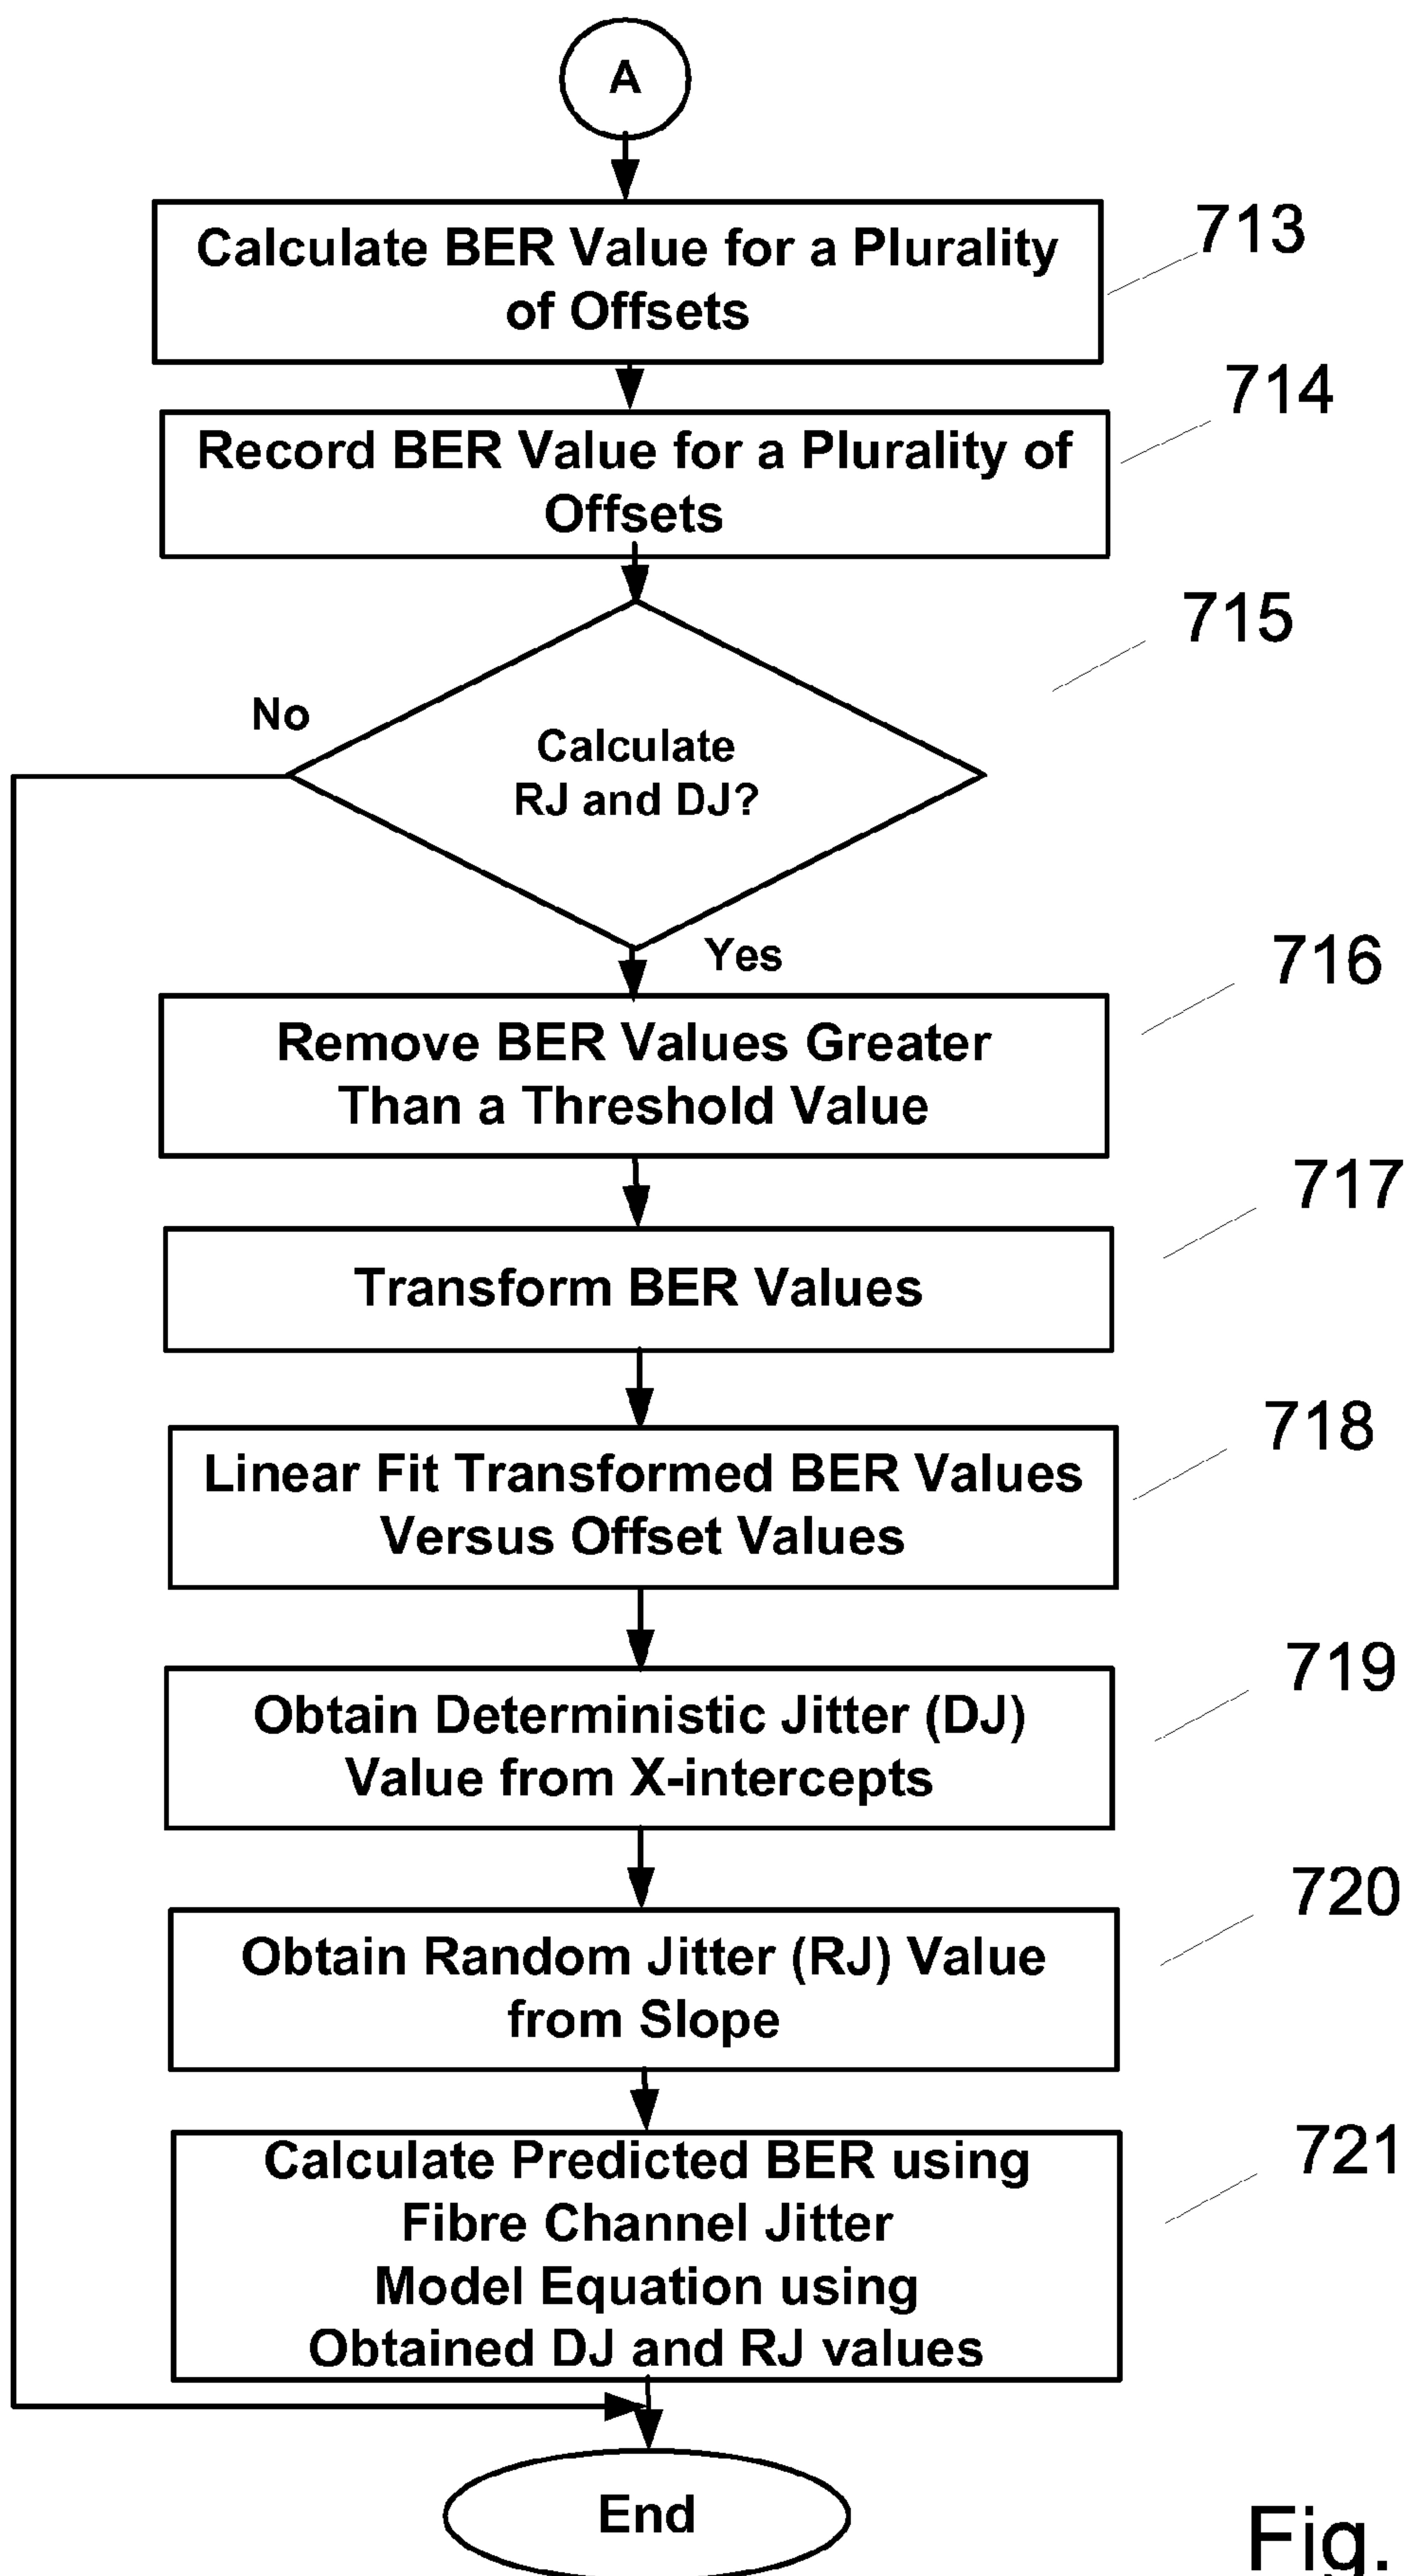 A
Calculate BER Value for a Plurality
of Offsets
713
Record BER Value for a Plurality of
Offsets
714
715
No
Calculate
RJ and DJ?
Yes
716
Remove BER Values Greater
Than a Threshold Value
717
Transform BER Values
718
Linear Fit Transformed BER Values
Versus Offset Values
719
Obtain Deterministic Jitter (DJ)
Value from X-intercepts
720
Obtain Random Jitter (RJ) Value
from Slope
721
Calculate Predicted BER using
Fibre Channel Jitter
Model Equation using
Obtained DJ and RJ values
End
Fig.